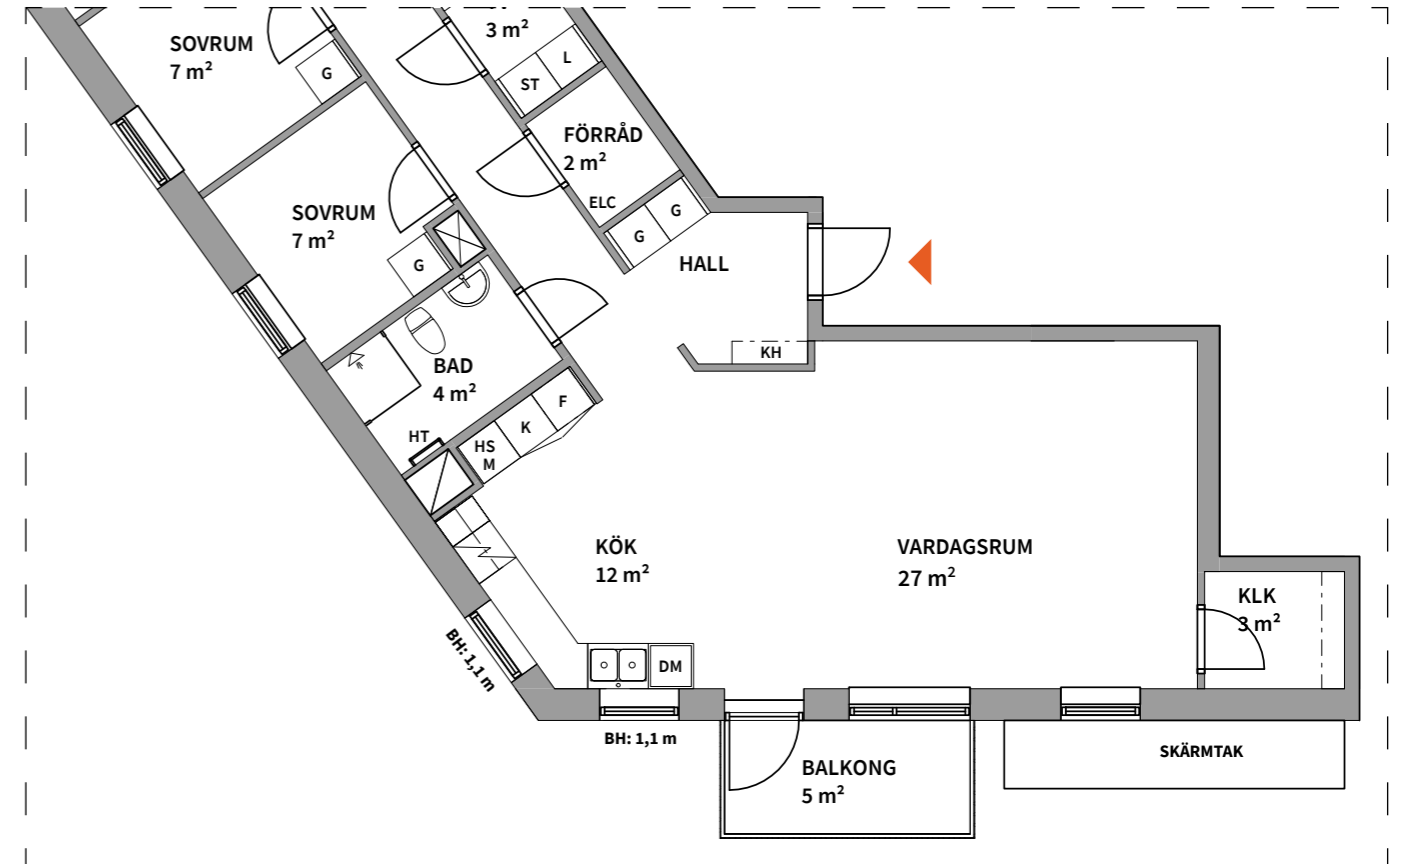 SOVRUM
7 m²
G
3 m²
L
ST
FÖRRÅD
2 m²
ELC
G
G
HALL
SOVRUM
7 m²
G
KH
BAD
4 m²
HT
F
K
HS
M
KÖK
12 m²
VARDAGSRUM
27 m²
KLK
3 m²
BH: 1,1 m
DM
BH: 1,1 m
BALKONG
5 m²
SKÄRMTAK